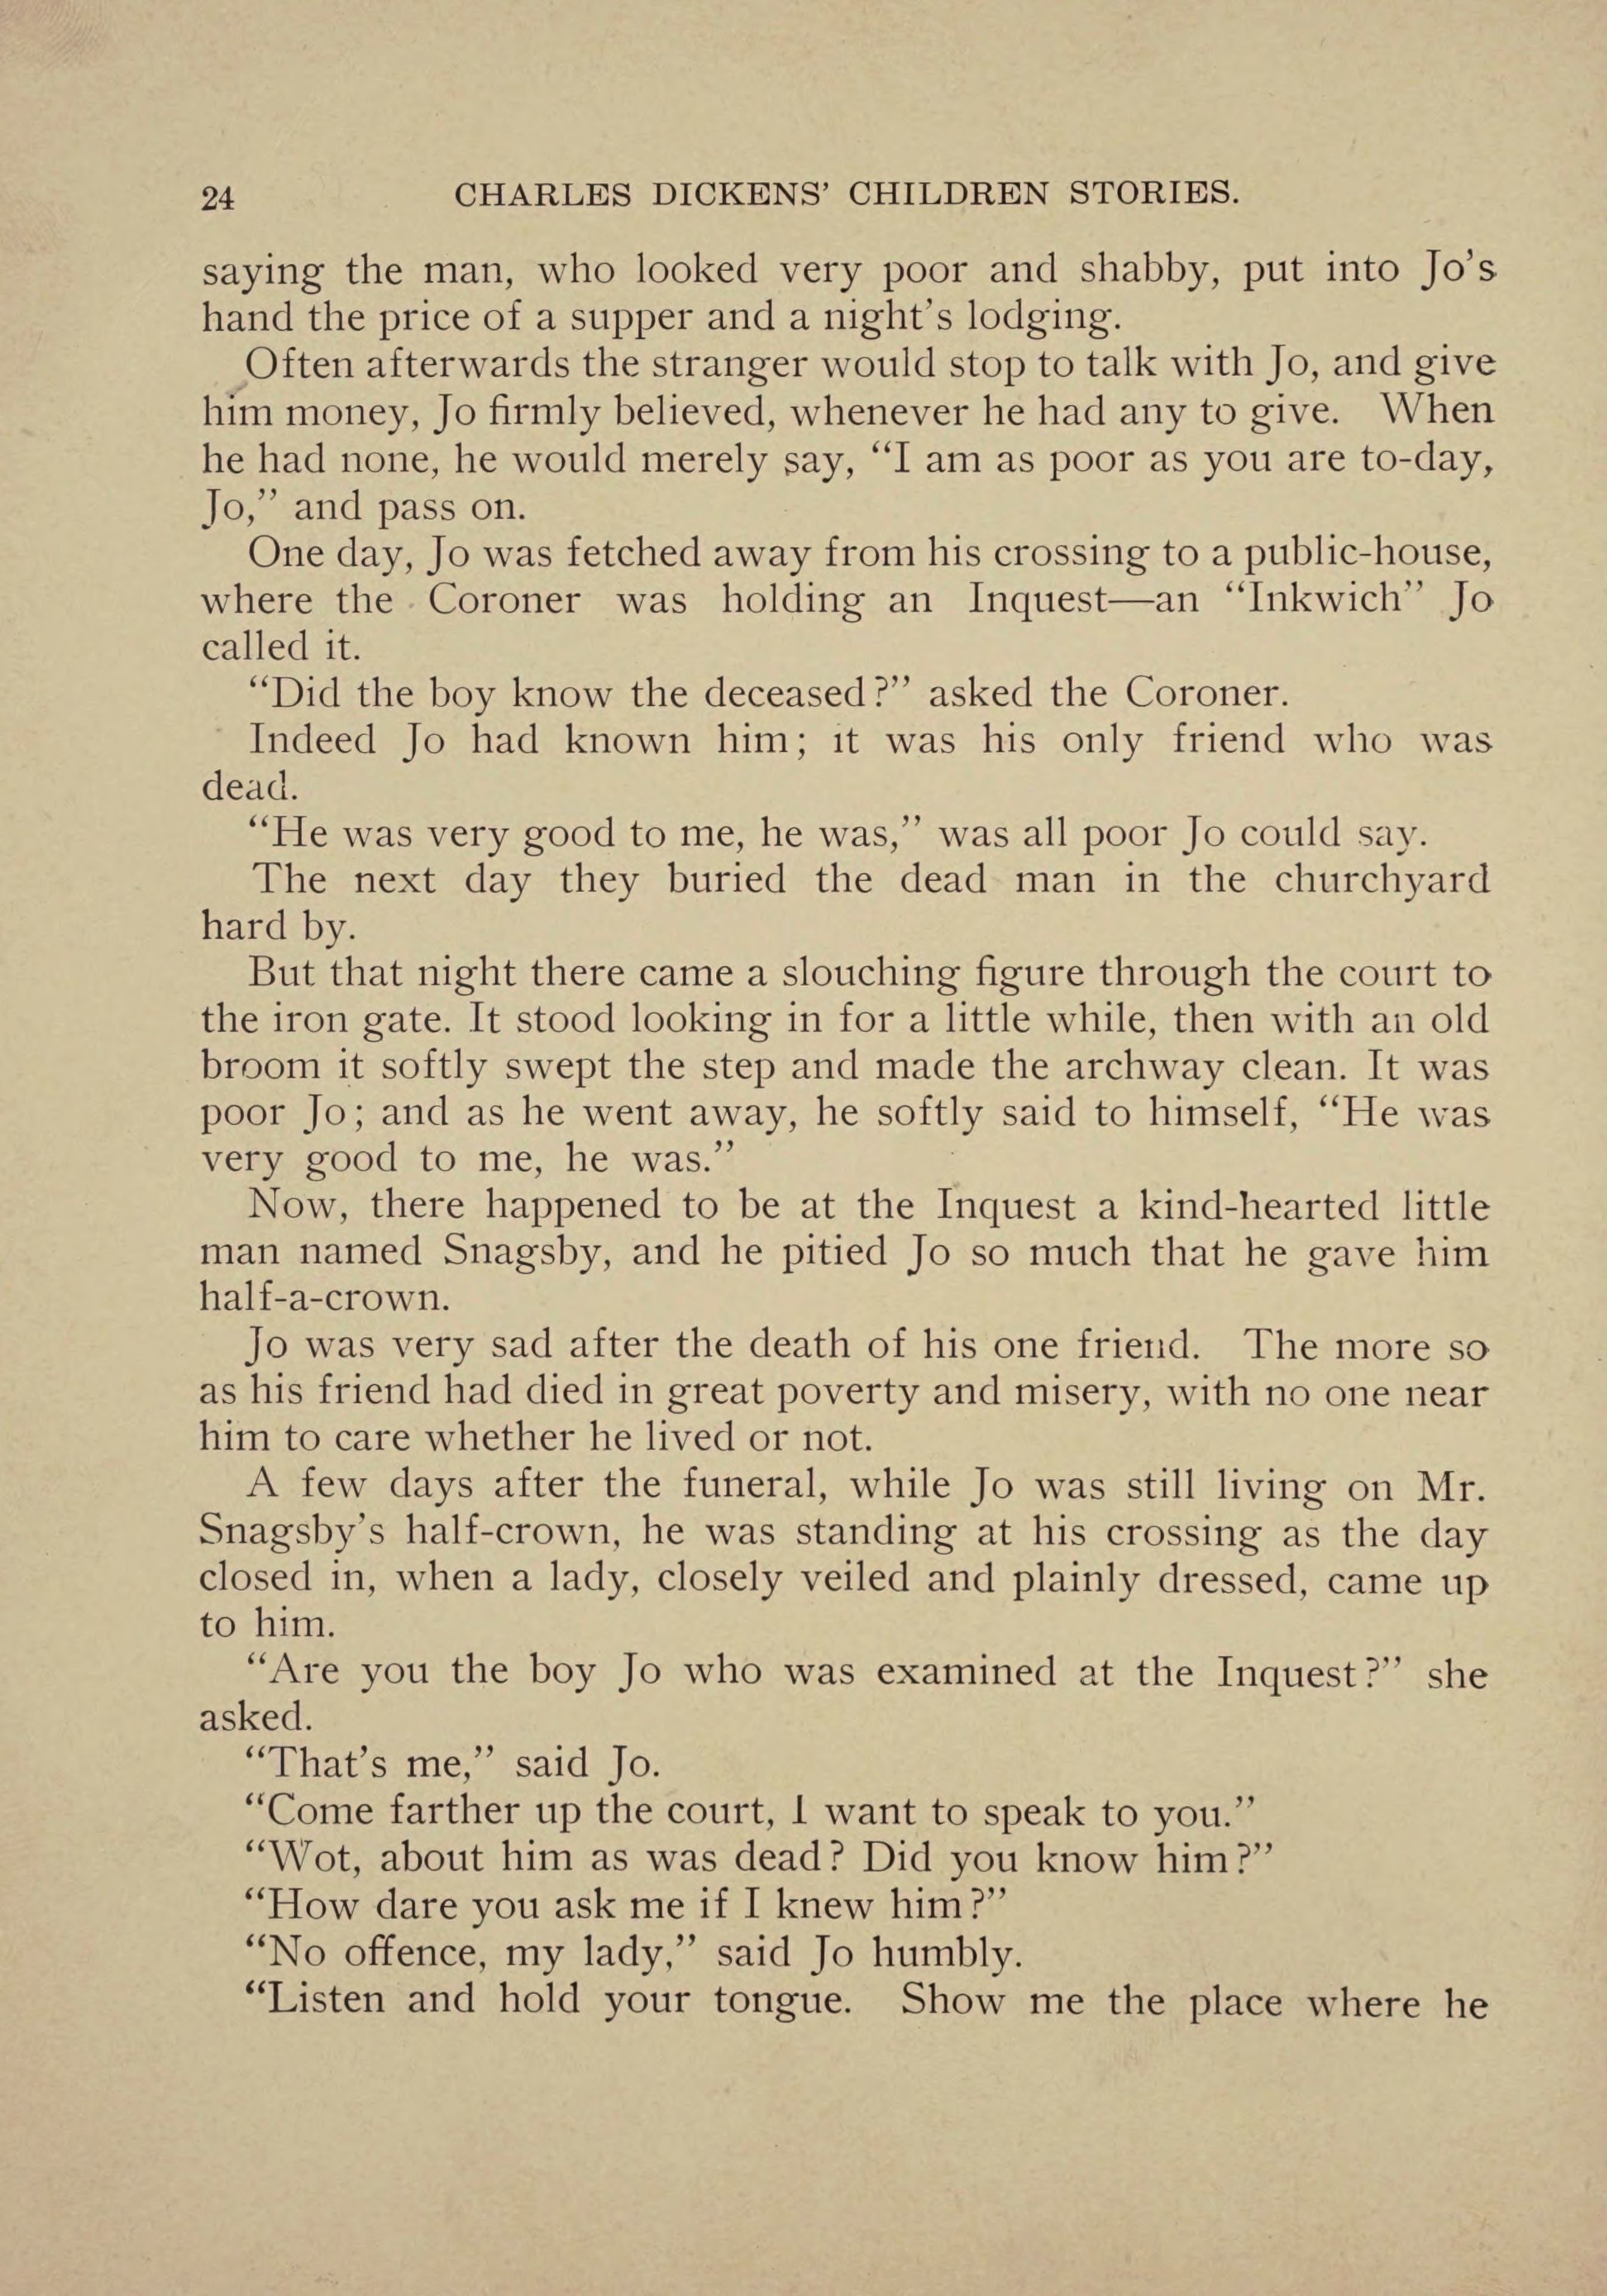 24 CHARLES DICKENS' CHILDREN STORIES.
saying the man, who looked very poor and shabby, put into Jo's
hand the price of a supper and a night's lodging.
Often afterwards the stranger would stop to talk with Jo, and give
him money, Jo firmly believed, whenever he had any to give. When
he had none, he would merely say, "I am as poor as you are to-day,
Jo," and pass on.
One day, Jo was fetched away from his crossing to a public-house,
where the Coroner was holding an Inquest—an "Inkwich" Jo
called it.
"Did the boy know the deceased?" asked the Coroner.
Indeed Jo had known him; it was his only friend who was
dead.
"He was very good to me, he was," was all poor Jo could say.
The next day they buried the dead man in the churchyard
hard by.
But that night there came a slouching figure through the court to
the iron gate. It stood looking in for a little while, then with an old
broom it softly swept the step and made the archway clean. It was
poor Jo; and as he went away, he softly said to himself, "He was
very good to me, he was."
Now, there happened to be at the Inquest a kind-hearted little
man named Snagsby, and he pitied Jo so much that he gave him
half-a-crown.
Jo was very sad after the death of his one friend. The more so
as his friend had died in great poverty and misery, with no one near
him to care whether he lived or not.
A few days after the funeral, while Jo was still living on Mr.
Snagsby's half-crown, he was standing at his crossing as the day
closed in, when a lady, closely veiled and plainly dressed, came up
to him.
"Are you the boy Jo who was examined at the Inquest?" she
asked.
"That's me," said Jo.
"Come farther up the court, I want to speak to you."
"Wot, about him as was dead? Did you know him?"
"How dare you ask me if I knew him?"
"No offence, my lady," said Jo humbly.
"Listen and hold your tongue. Show me the place where he